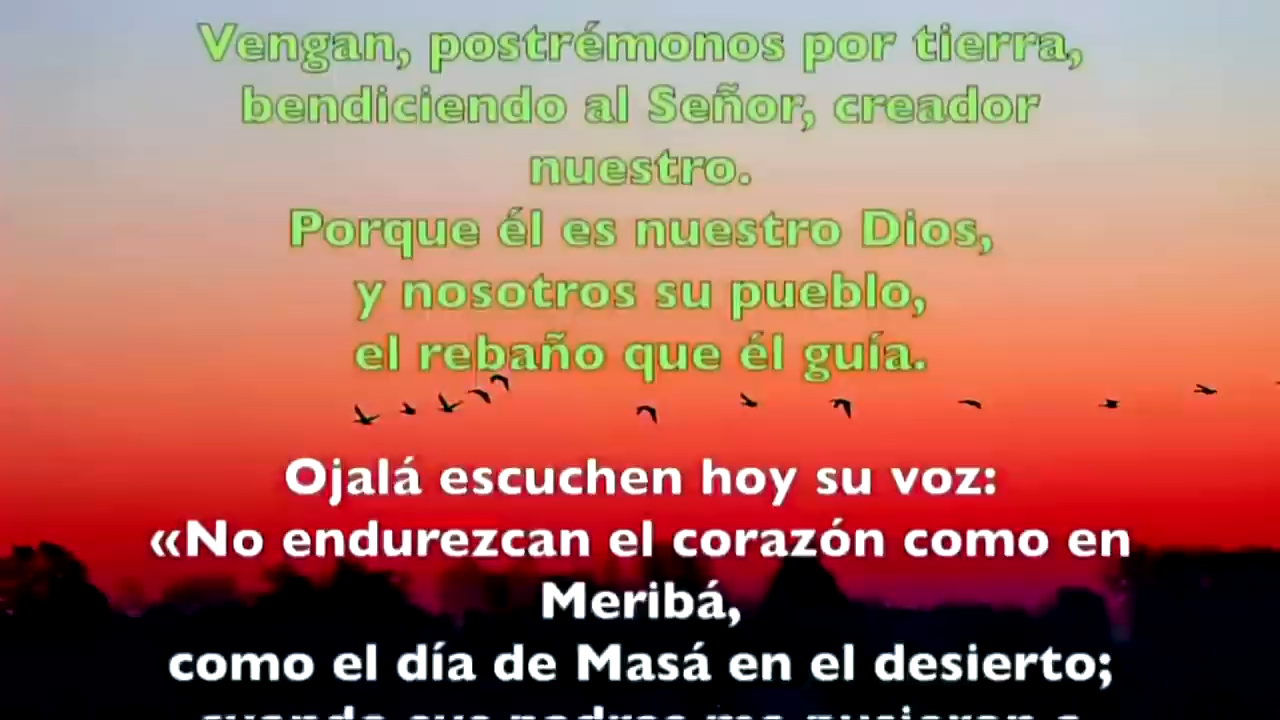 Vengan, postrémonos por tierra,
bendiciendo al Señor, creador
nuestro.
Porque él es nuestro Dios,
y nosotros su pueblo,
el rebaño que él guía.
Ojalá escuchen hoy su voz:
«No endurezcan el corazón como en
Meribá,
como el día de Masá en el desierto;